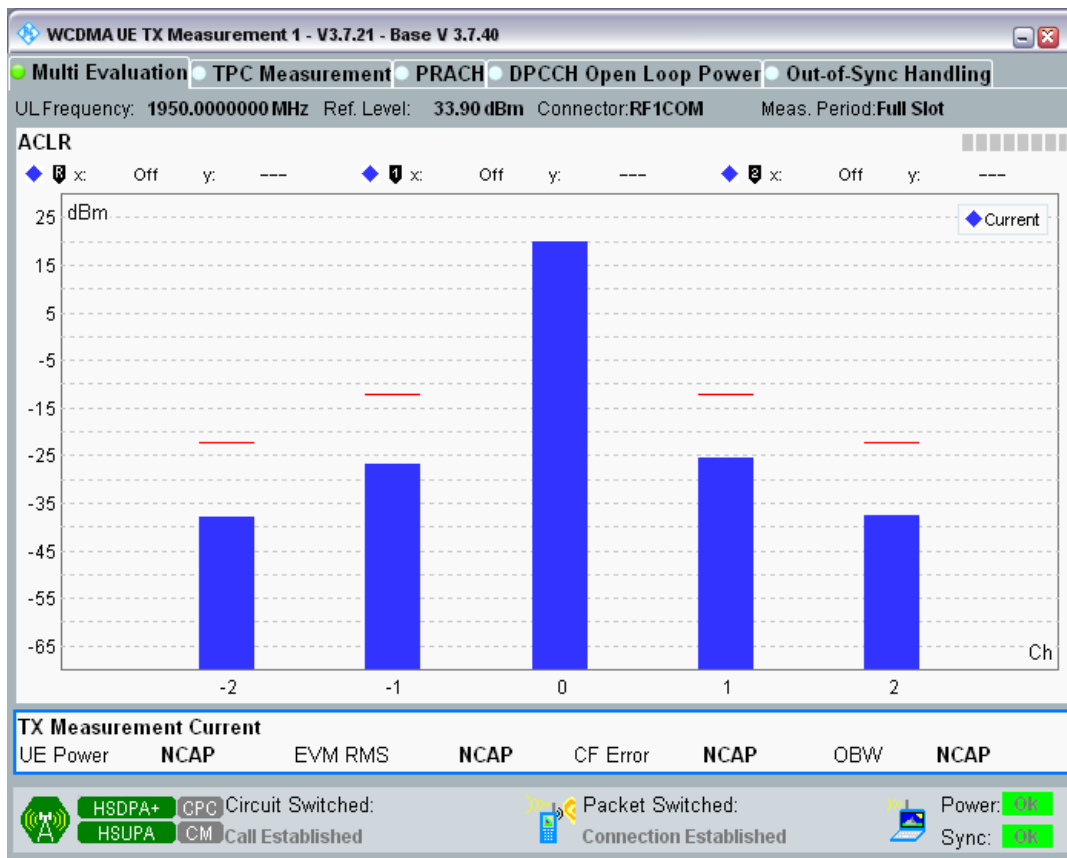 WCDMA UE TX Measurement 1 - V3.7.21 - Base V 3.7.40
Multi Evaluation TPC Measurement PRACH DPCCH Open Loop Power Out-of-Sync Handling
UL Frequency: 1950.0000000 MHz Ref. Level: 33.90 dBm Connector:RF1COM Meas. Period:Full Slot
ACLR
R x: Off y: --- 1 x: Off y: --- 2 x: Off y: ---
dBm
Current
25
15
5
-5
-15
-25
-35
-45
-55
-65
Ch
-2 -1 0 1 2
TX Measurement Current
UE Power NCAP EVM RMS NCAP CF Error NCAP OBW NCAP
HSDPA+ CPC Circuit Switched: Packet Switched: Power: Ok
HSUPA CM Call Established Connection Established Sync: Ok